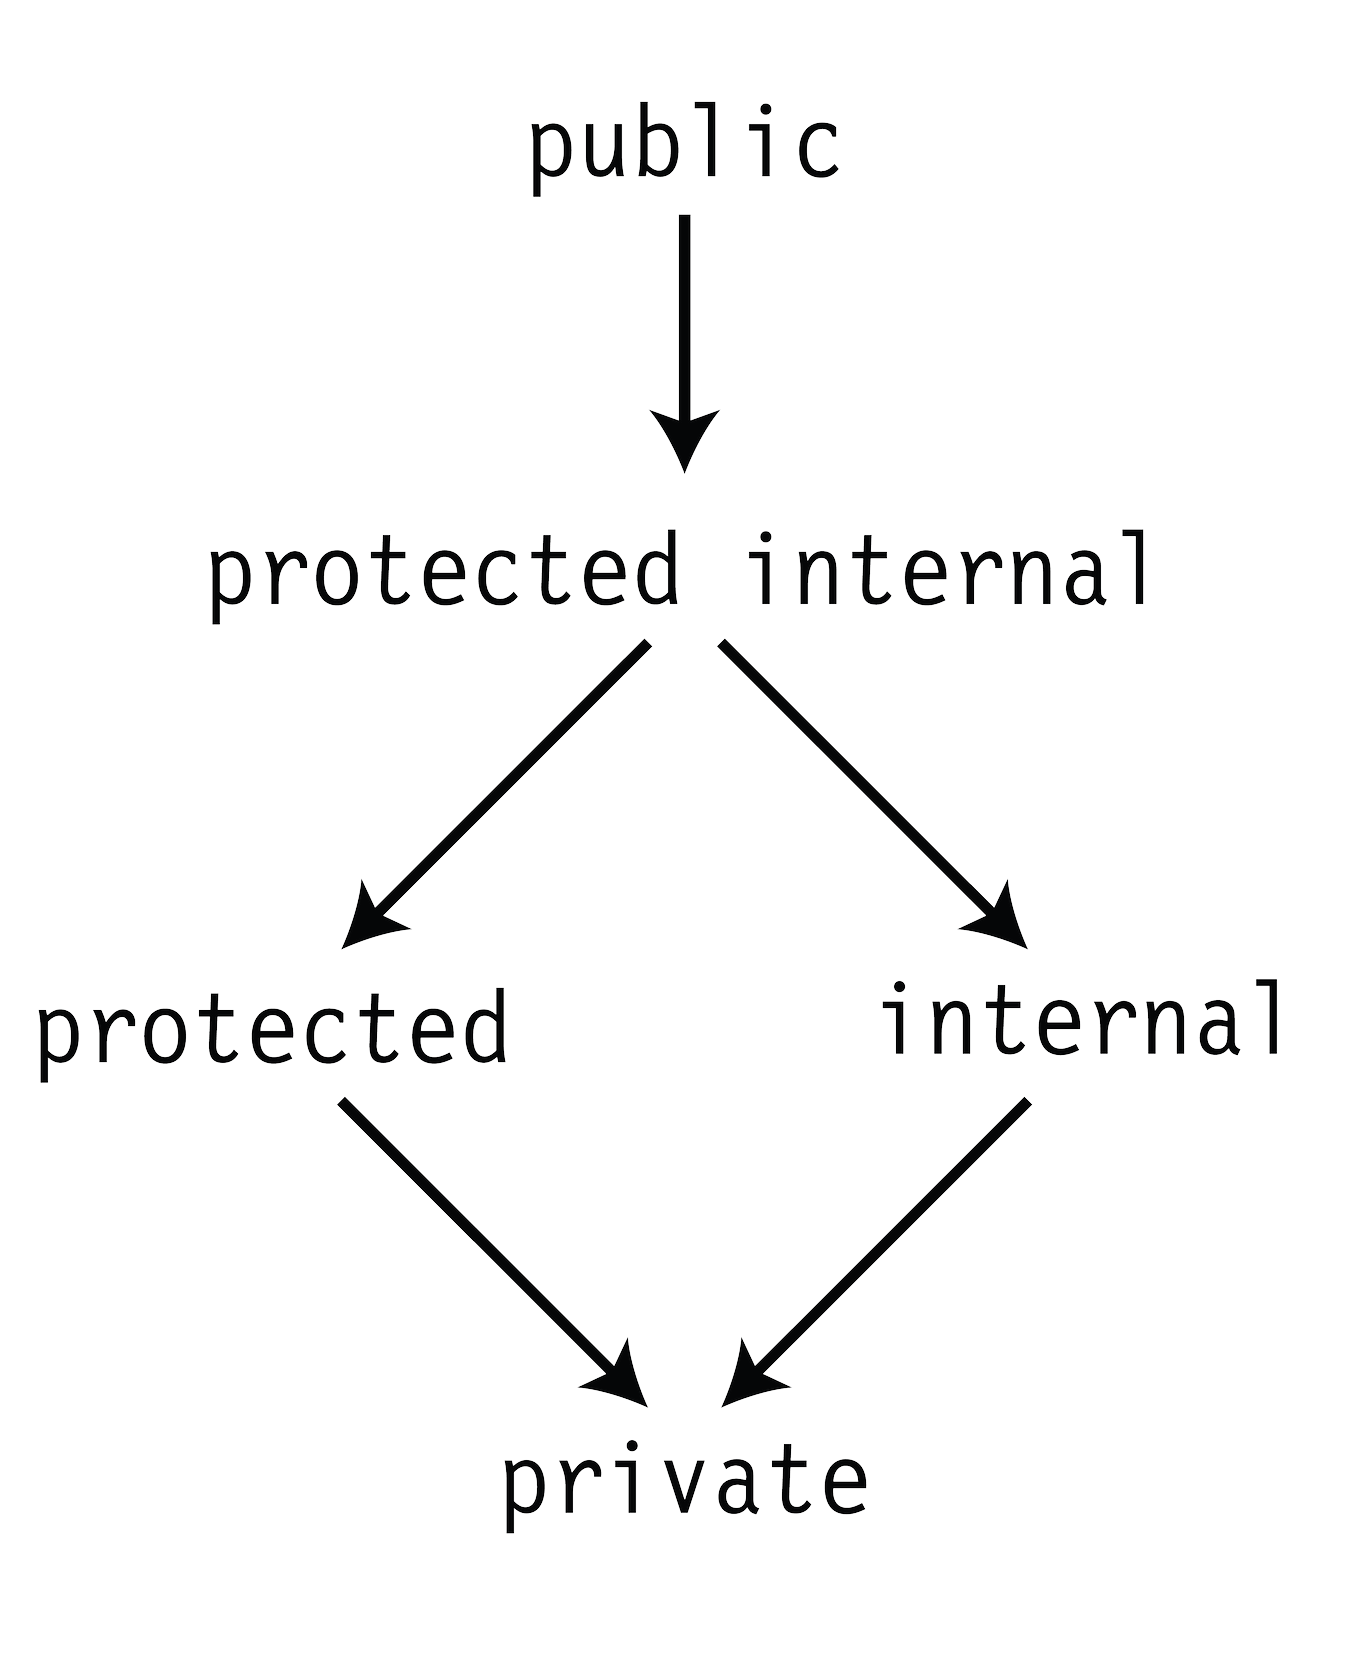 public
protected internal
protected
internal
private